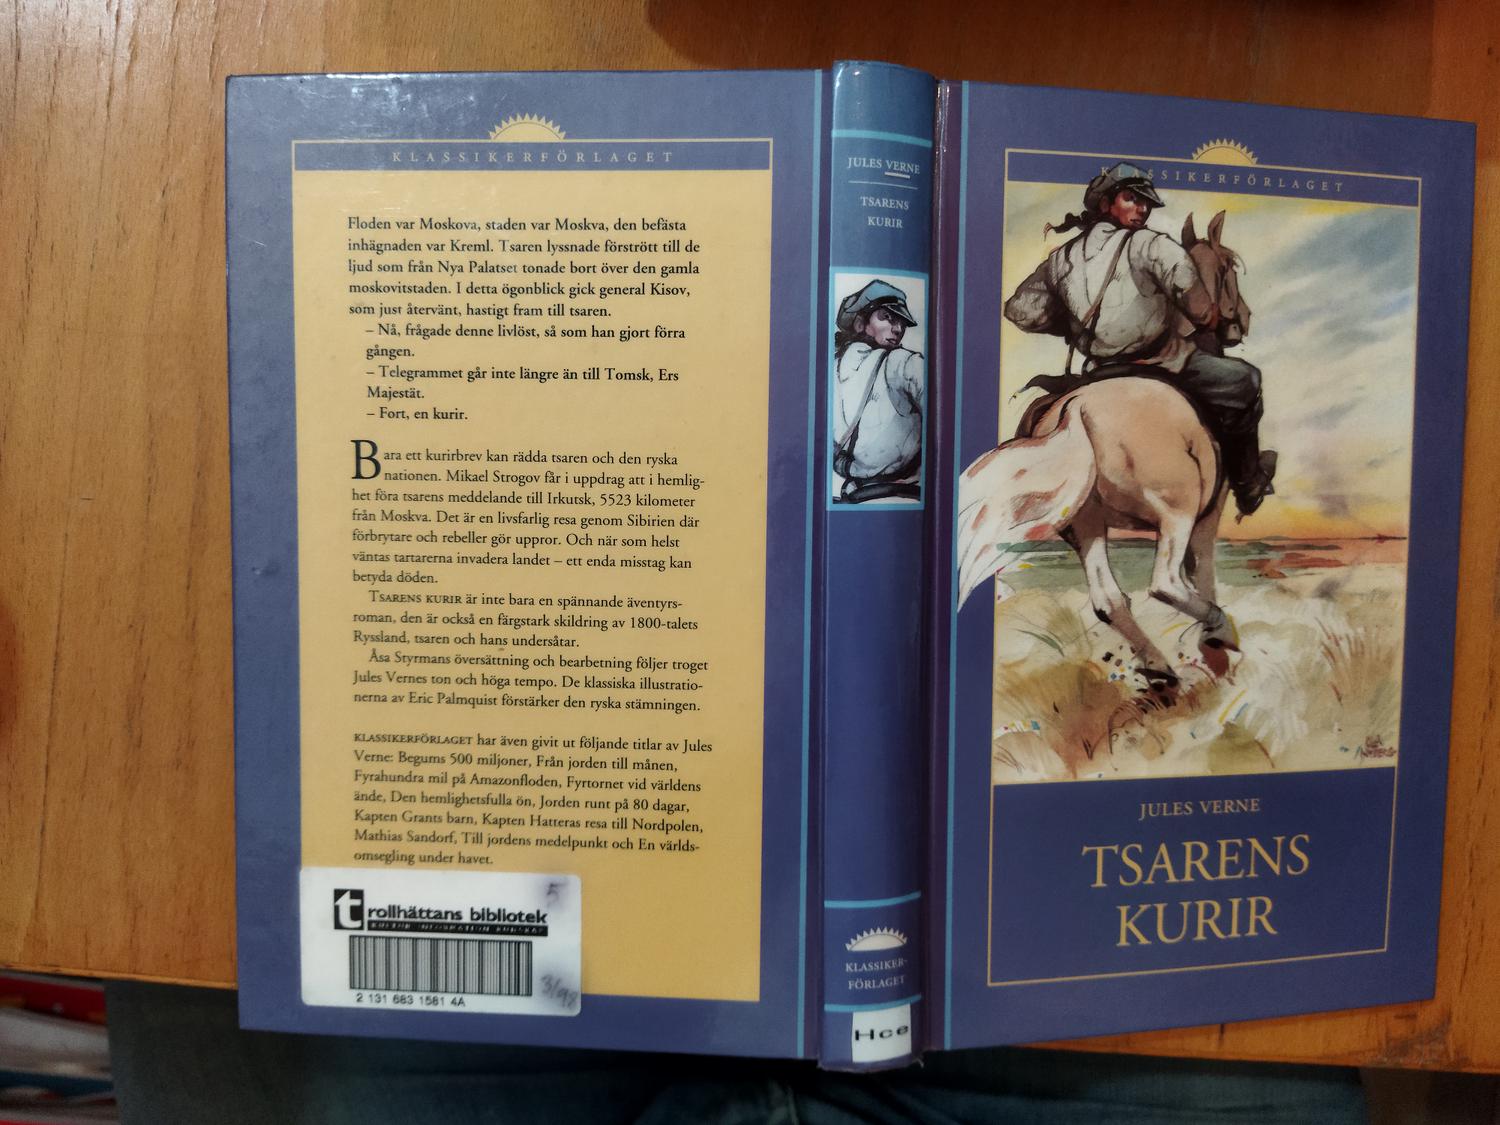 KLASSIKERFÖRLAGET
Floden var Moskova, staden var Moskva, den befästa
inhägnaden var Kreml. Tsaren lyssnade förstrött till de
ljud som från Nya Palatset tonade bort över den gamla
moskovitstaden. I detta ögonblick gick general Kisov,
som just återvänt, hastigt fram till tsaren.
– Nå, frågade denne livlöst, så som han gjort förra
gången.
– Telegrammet går inte längre än till Tomsk, Ers
Majestät.
– Fort, en kurir.
Bara ett kurirbrev kan rädda tsaren och den ryska
nationen. Mikael Strogov får i uppdrag att i hemlig-
het föra tsarens meddelande till Irkutsk, 5523 kilometer
från Moskva. Det är en livsfarlig resa genom Sibirien där
förbrytare och rebeller gör uppror. Och när som helst
väntas tartarerna invadera landet – ett enda misstag kan
betyda döden.
TSARENS KURIR är inte bara en spännande äventyrs-
roman, den är också en färgstark skildring av 1800-talets
Ryssland, tsaren och hans undersåtar.
Åsa Styrmans översättning och bearbetning följer troget
Jules Vernes ton och höga tempo. De klassiska illustratio-
nerna av Eric Palmquist förstärker den ryska stämningen.
KLASSIKERFÖRLAGET har även givit ut följande titlar av Jules
Verne: Begums 500 miljoner, Från jorden till månen,
Fyrahundra mil på Amazonfloden, Fyrtornet vid världens
ände, Den hemlighetsfulla ön, Jorden runt på 80 dagar,
Kapten Grants barn, Kapten Hatteras resa till Nordpolen,
Mathias Sandorf, Till jordens medelpunkt och En världs-
omsegling under havet.
5
trollhättans bibliotek
KULTUR INFORMATION KUNSKAP
2 131 683 1581 4A
3/98
JULES VERNE
TSARENS
KURIR
KLASSIKER-
FÖRLAGET
Hce
KLASSIKERFÖRLAGET
JULES VERNE
TSARENS
KURIR